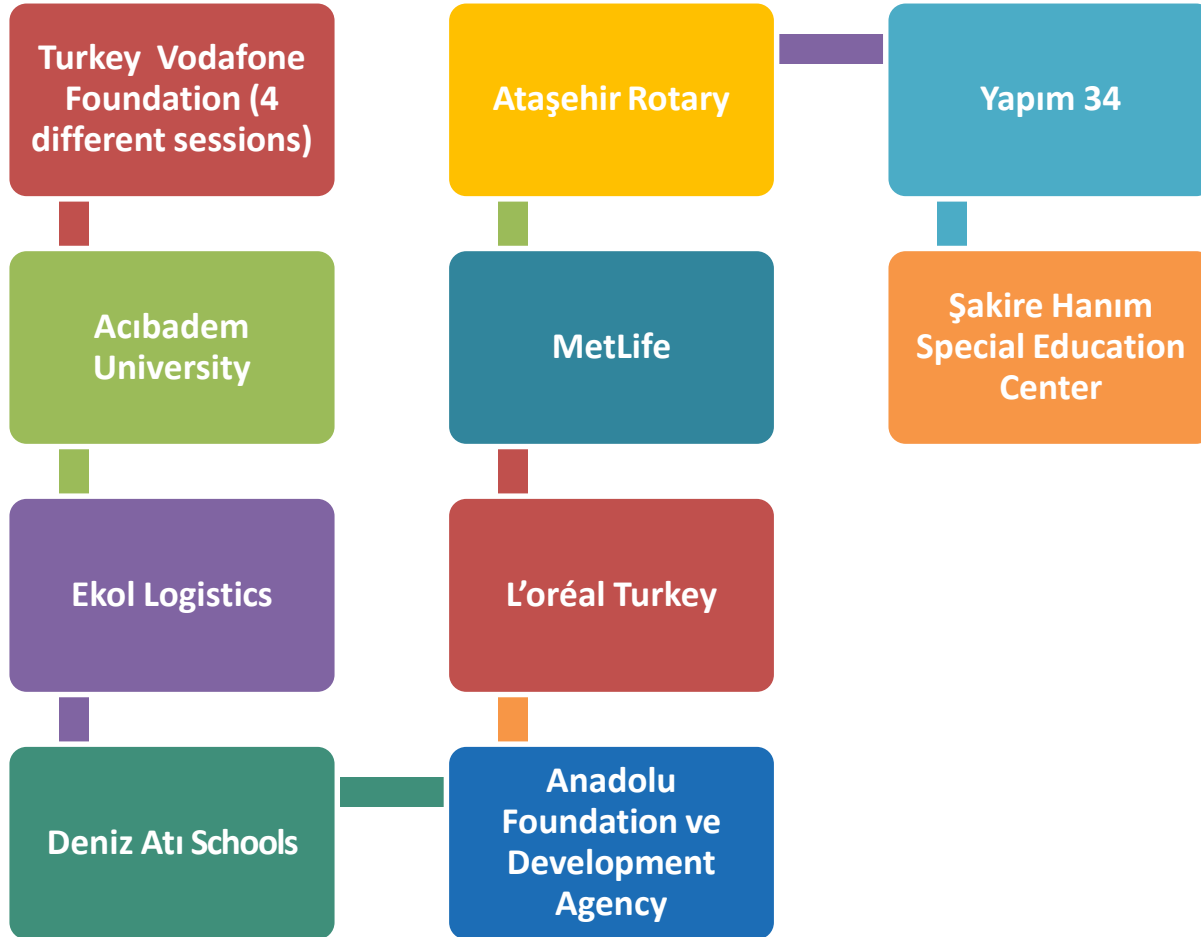 Turkey Vodafone
Foundation (4
different sessions)
Acıbadem
University
Ekol Logistics
Deniz Atı Schools
Anadolu
Foundation ve
Development
Agency
L’oréal Turkey
MetLife
Ataşehir Rotary
Yapım 34
Şakire Hanım
Special Education
Center